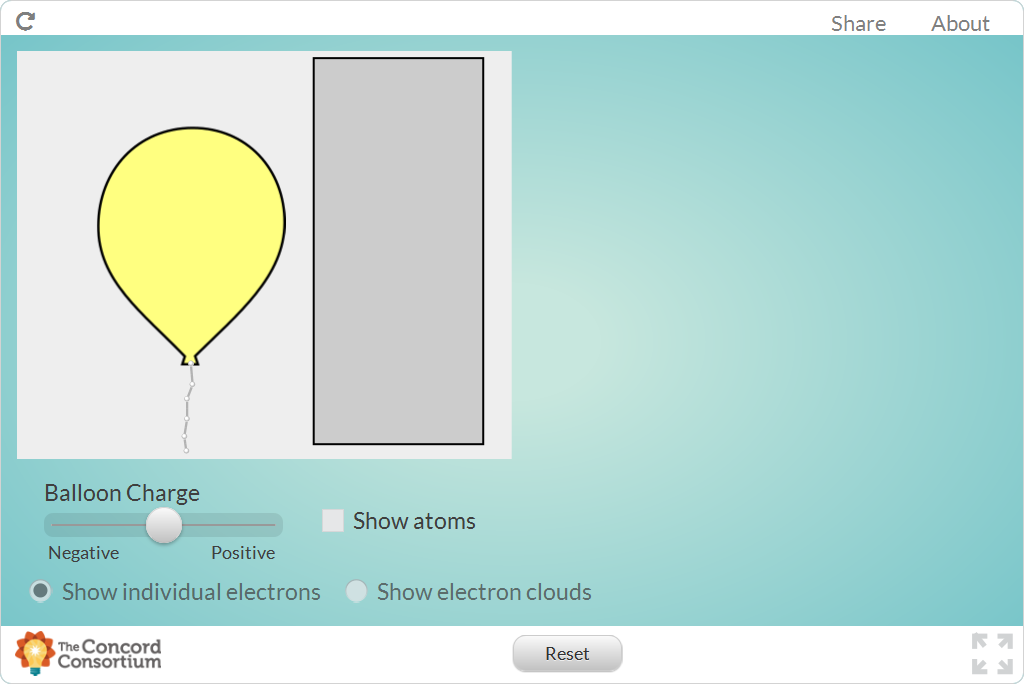 Share About
Balloon Charge
Show atoms
Negative Positive
Show individual electrons Show electron clouds
The Concord
Consortium
Reset